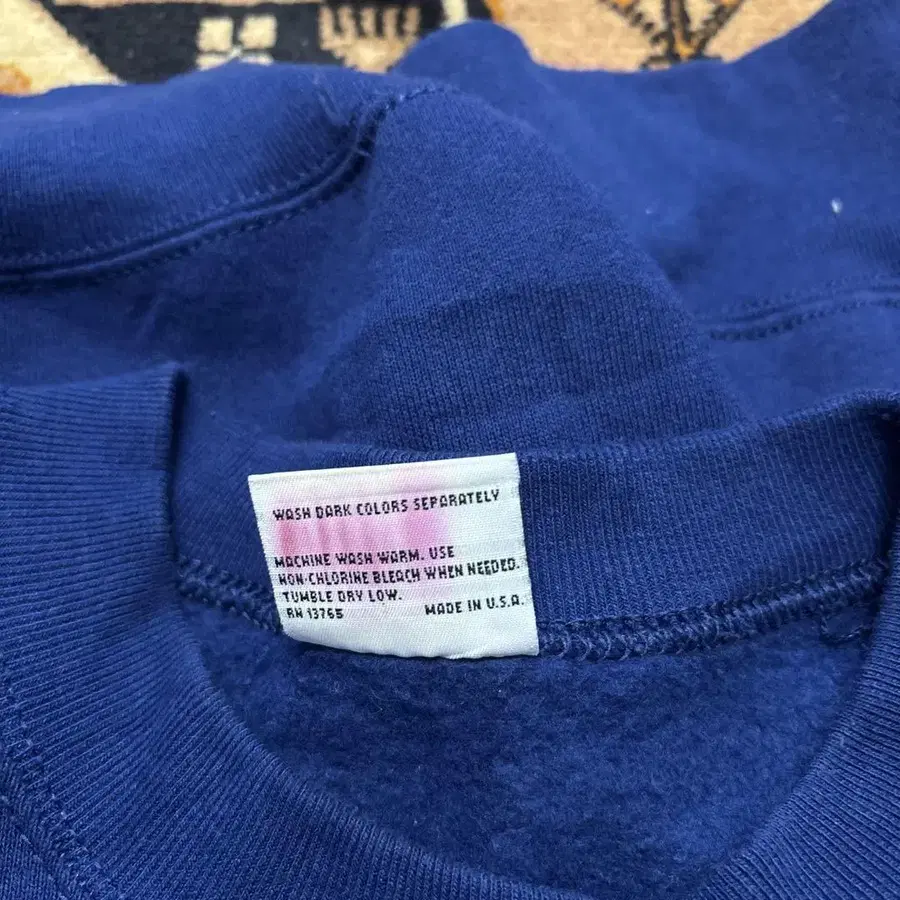 WASH DARK COLORS SEPARATELY
MACHINE WASH WARM. USE
NON-CHLORINE BLEACH WHEN NEEDED.
TUMBLE DRY LOW.
RN 13765 MADE IN U.S.A.